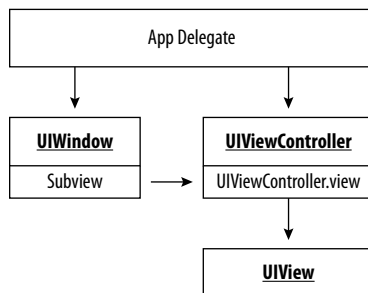 App Delegate
UIWindow
Subview
UIViewController
UIViewController.view
UIView